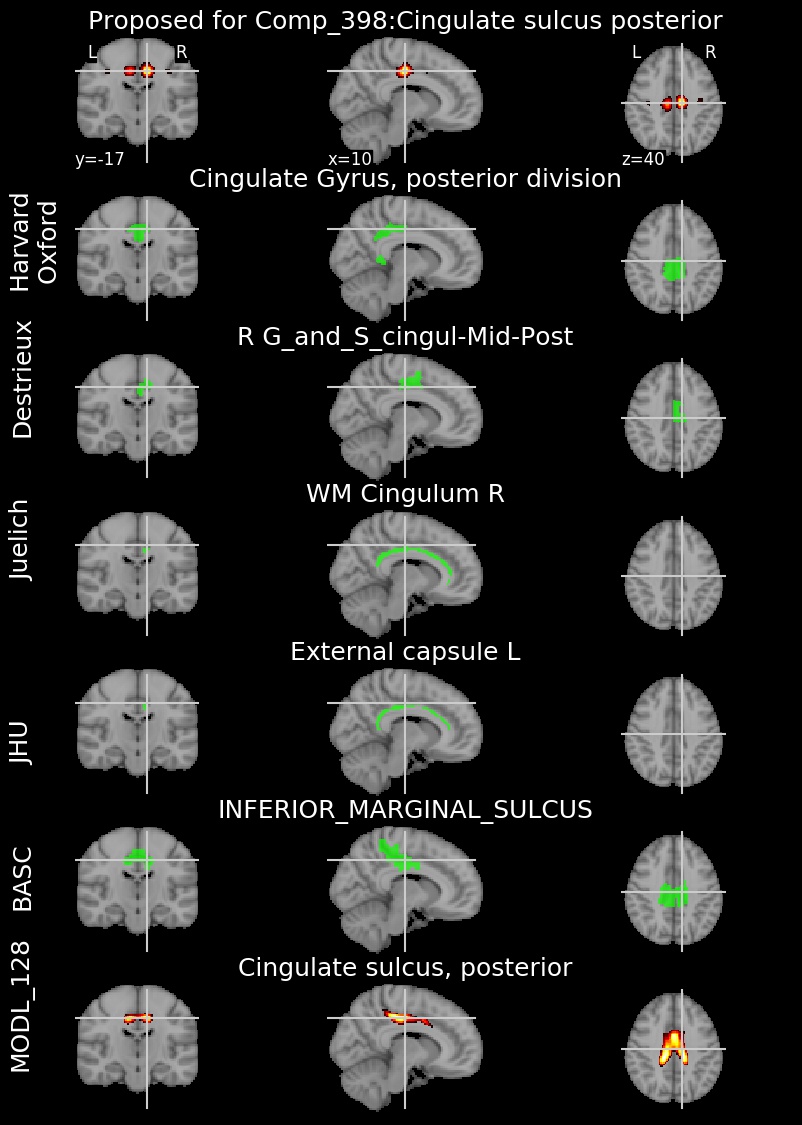 Proposed for Comp_398:Cingulate sulcus posterior
L R
L R
y=-17
x=10
z=40
Cingulate Gyrus, posterior division
Harvard
Oxford
R G_and_S_cingul-Mid-Post
Destrieux
WM Cingulum R
Juelich
External capsule L
JHU
INFERIOR_MARGINAL_SULCUS
BASC
Cingulate sulcus, posterior
MODL_128